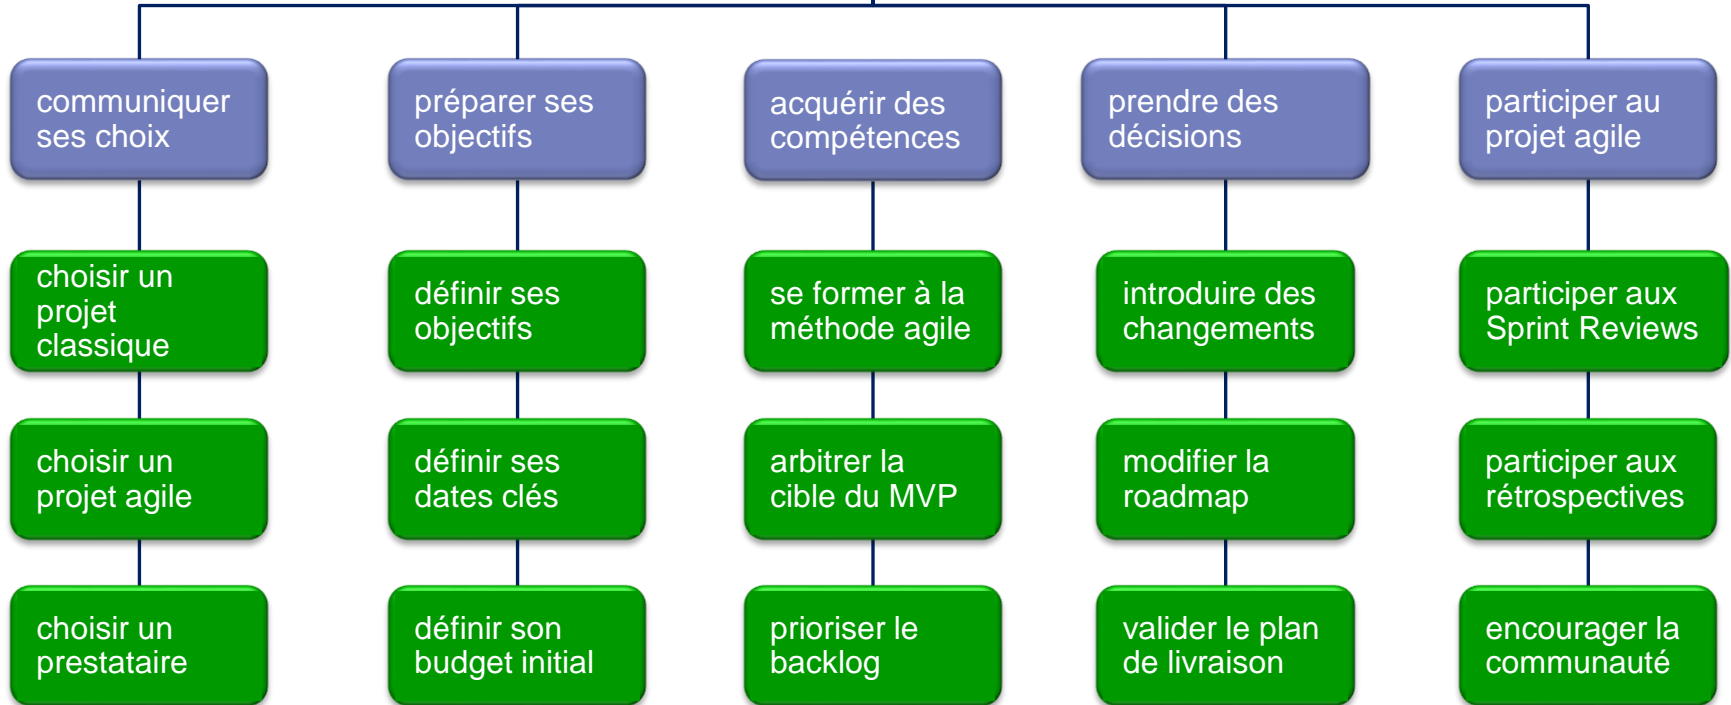 communiquer
ses choix
préparer ses
objectifs
acquérir des
compétences
prendre des
décisions
participer au
projet agile
choisir un
projet
classique
définir ses
objectifs
se former à la
méthode agile
introduire des
changements
participer aux
Sprint Reviews
choisir un
projet agile
définir ses
dates clés
arbitrer la
cible du MVP
modifier la
roadmap
participer aux
rétrospectives
choisir un
prestataire
définir son
budget initial
prioriser le
backlog
valider le plan
de livraison
encourager la
communauté